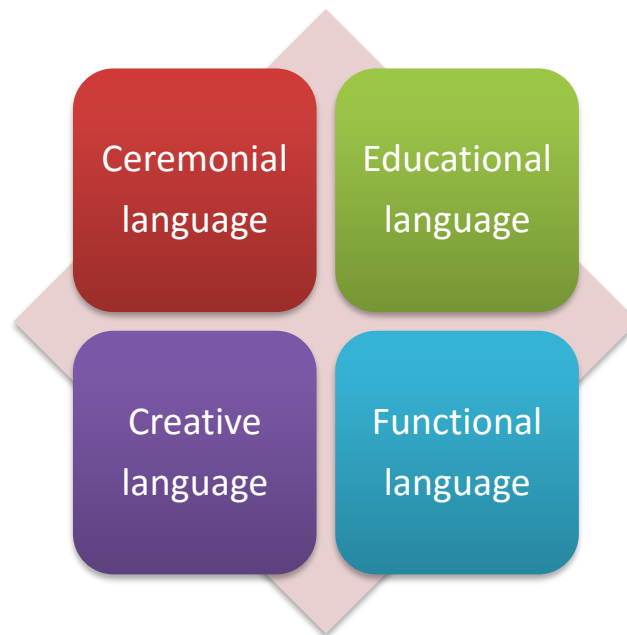 Ceremonial
language
Educational
language
Creative
language
Functional
language